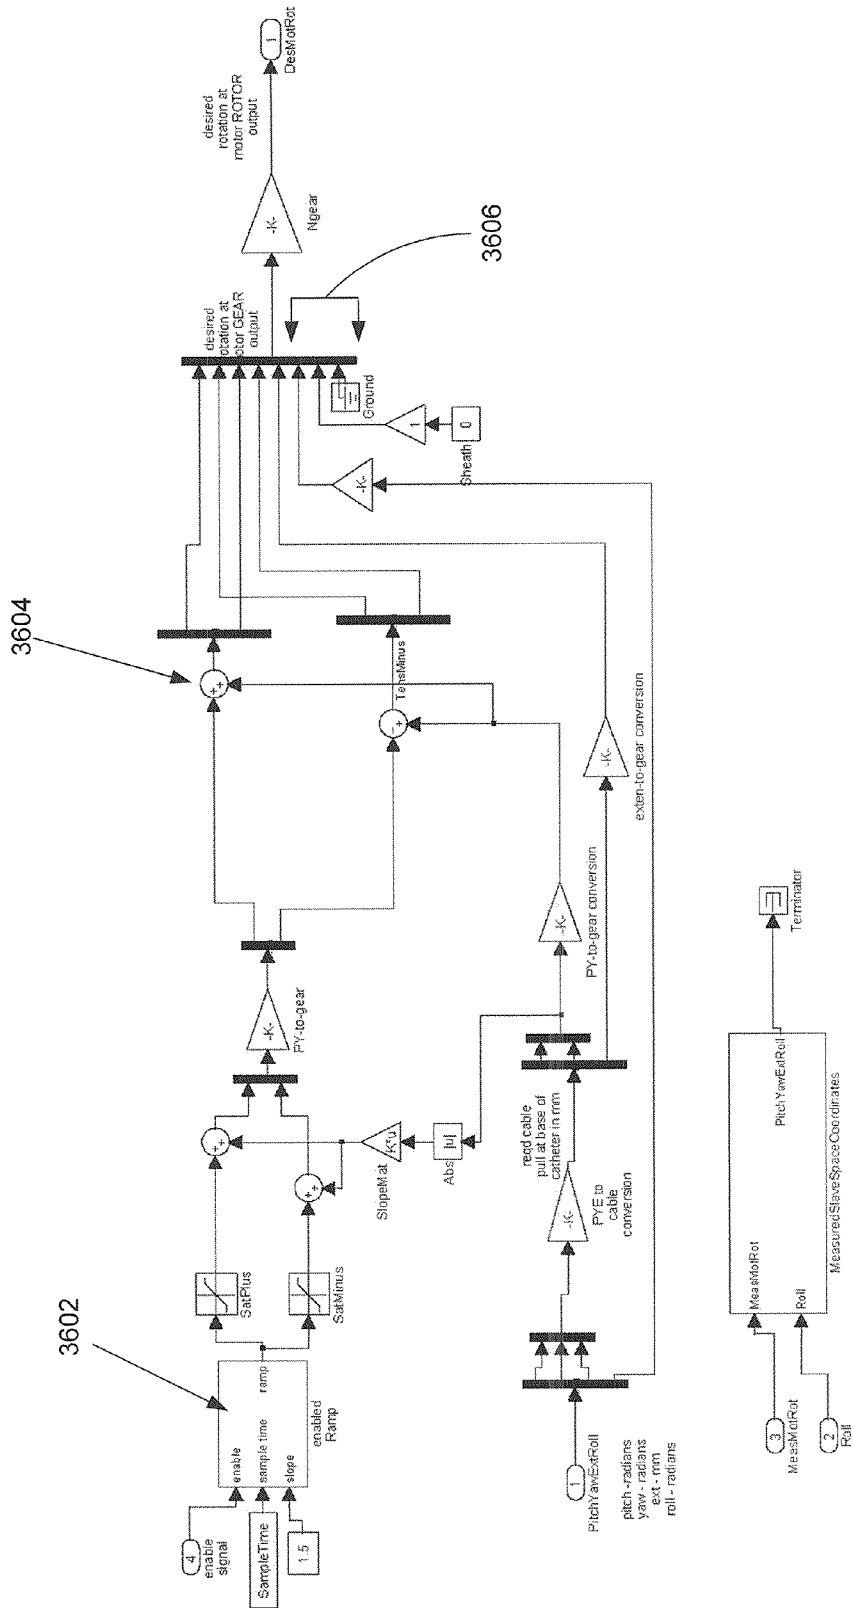 3602
3604
3606
4
enable
signal
SampleTime
1.5
enable
sample time
slope
ramp
enabled
Ramp
SatPlus
SatMinus
++
++
K*u
SlopeMat
|u|
Abs
-K-
PY-to-gear
++
-+
TensMinus
desired
rotation at
motor GEAR
output
-K-
Ngear
desired
rotation at
motor ROTOR
output
1
DesMotRot
Ground
1
0
Sheath
-K-
1
PitchYawExtRoll
pitch -radians
yaw - radians
ext - mm
roll - radians
-K-
PYE to
cable
conversion
reqd cable
pull at base of
catheter in mm
-K-
PY-to-gear conversion
-K-
exten-to-gear conversion
3
MeasMotRot
2
Roll
MeasMotRot
Roll
PitchYawExtRoll
MeasuredSlaveSpaceCoordinates
Terminator